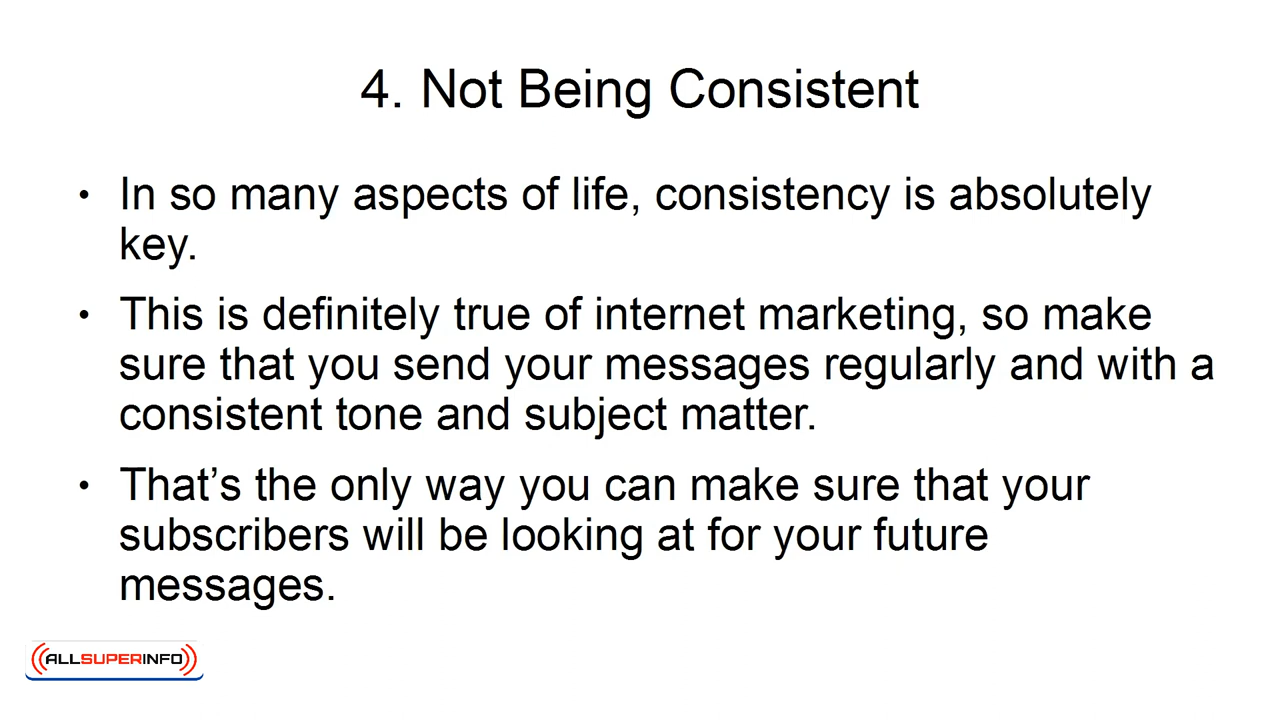 4. Not Being Consistent
• In so many aspects of life, consistency is absolutely
key.
• This is definitely true of internet marketing, so make
sure that you send your messages regularly and with a
consistent tone and subject matter.
• That’s the only way you can make sure that your
subscribers will be looking at for your future
messages.
ALLSUPERINFO